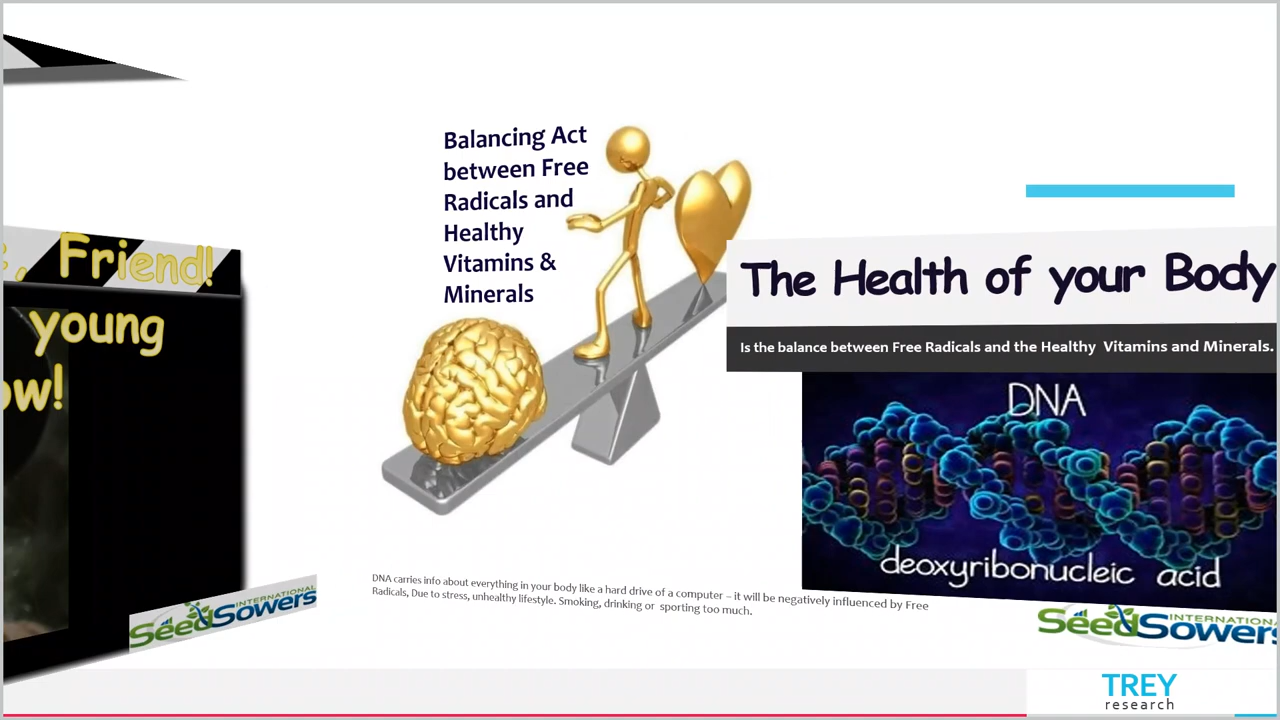 Friend!
young
Balancing Act
between Free
Radicals and
Healthy
Vitamins &
Minerals
The Health of your Body
Is the balance between Free Radicals and the Healthy Vitamins and Minerals.
DNA
deoxyribonucleic acid
DNA carries info about everything in your body like a hard drive of a computer – it will be negatively influenced by Free
Radicals, Due to stress, unhealthy lifestyle. Smoking, drinking or sporting too much.
INTERNATIONAL
SeedSowers
INTERNATIONAL
SeedSowers
TREY
research